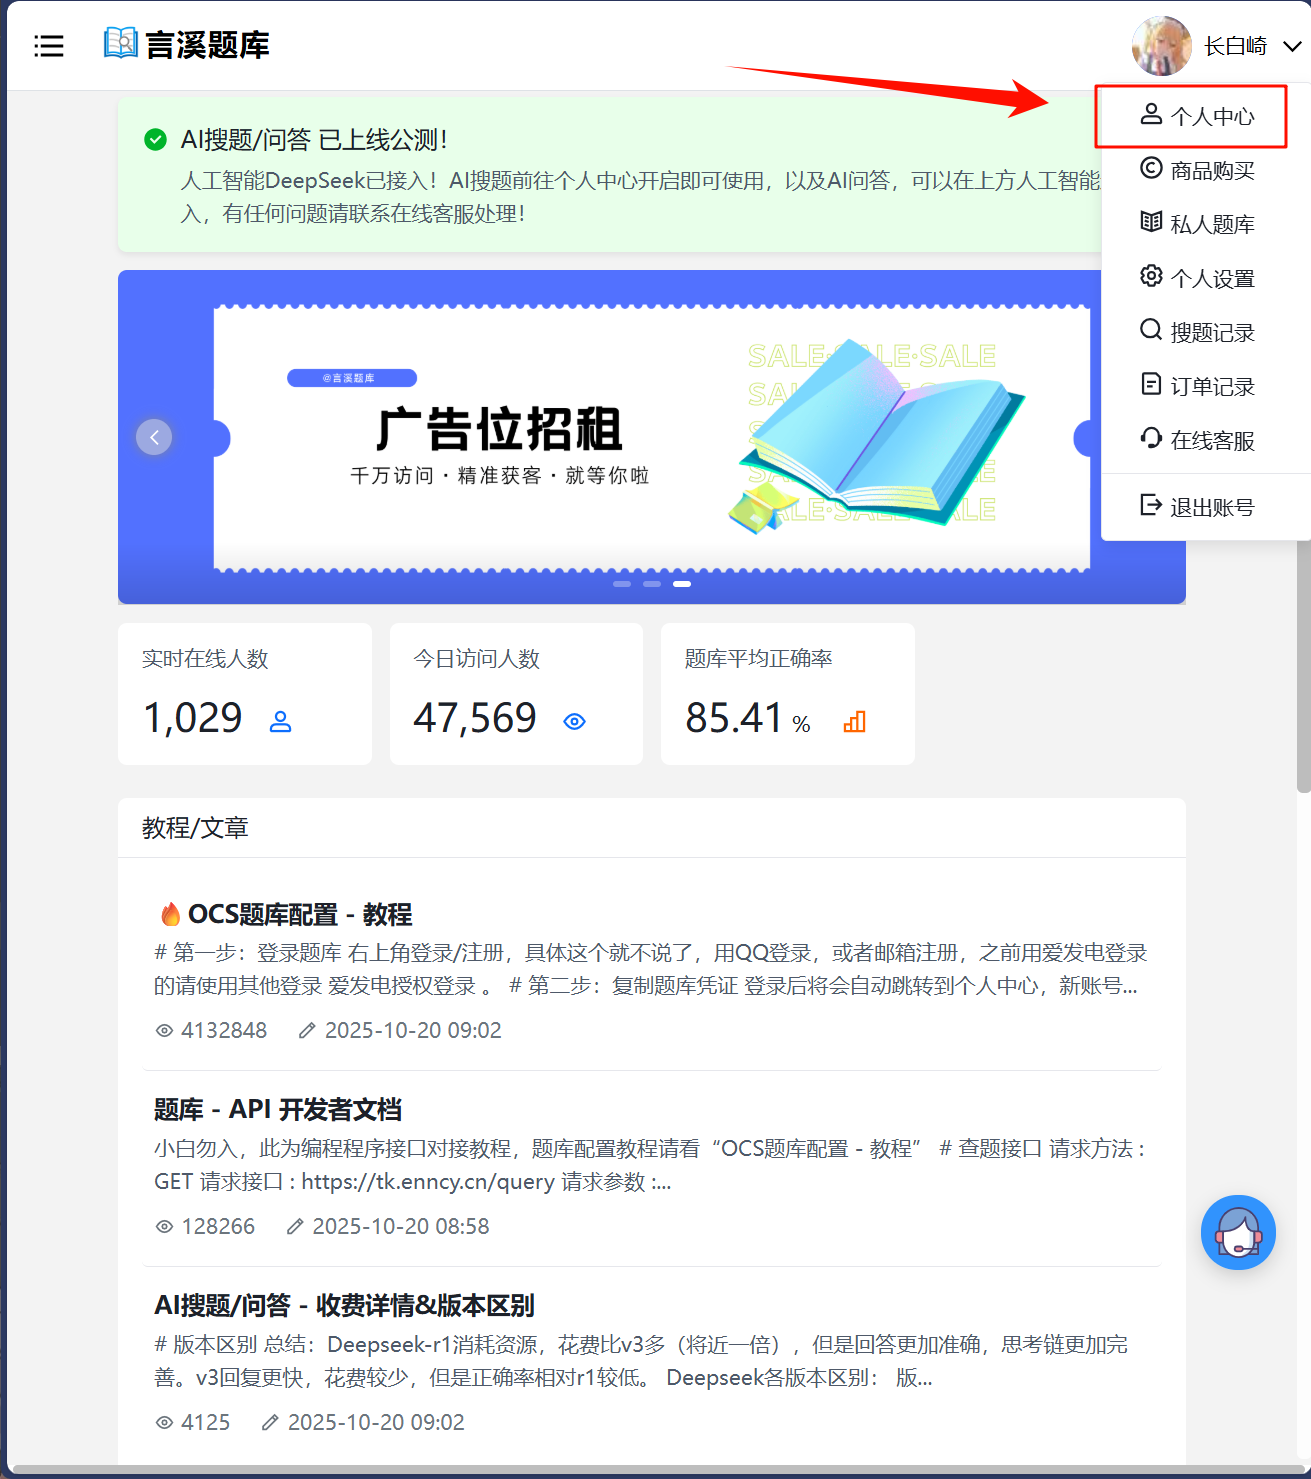 言溪题库
长白崎
个人中心
商品购买
私人题库
个人设置
搜题记录
订单记录
在线客服
退出账号
AI搜题/问答 已上线公测！
人工智能DeepSeek已接入！AI搜题前往个人中心开启即可使用，以及AI问答，可以在上方人工智能
入，有任何问题请联系在线客服处理！
@言溪题库
广告位招租
千万访问·精准获客·就等你啦
SALE·SALE·SALE
实时在线人数
1,029
今日访问人数
47,569
题库平均正确率
85.41 %
教程/文章
OCS题库配置 - 教程
# 第一步：登录题库 右上角登录/注册，具体这个就不说了，用QQ登录，或者邮箱注册，之前用爱发电登录
的请使用其他登录 爱发电授权登录 。 # 第二步：复制题库凭证 登录后将会自动跳转到个人中心，新账号...
4132848 2025-10-20 09:02
题库 - API 开发者文档
小白勿入，此为编程程序接口对接教程，题库配置教程请看“OCS题库配置 - 教程” # 查题接口 请求方法 :
GET 请求接口 : https://tk.enncy.cn/query 请求参数 :...
128266 2025-10-20 08:58
AI搜题/问答 - 收费详情&版本区别
# 版本区别 总结：Deepseek-r1消耗资源，花费比v3多（将近一倍），但是回答更加准确，思考链更加完
善。v3回复更快，花费较少，但是正确率相对r1较低。 Deepseek各版本区别： 版...
4125 2025-10-20 09:02